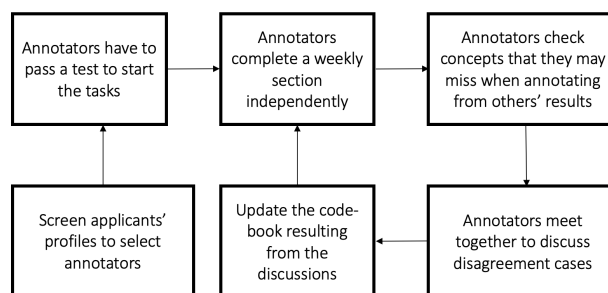 Annotators have to
pass a test to start
the tasks
Annotators
complete a weekly
section
independently
Annotators check
concepts that they may
miss when annotating
from others' results
Screen applicants'
profiles to select
annotators
Update the code-
book resulting
from the
discussions
Annotators meet
together to discuss
disagreement cases